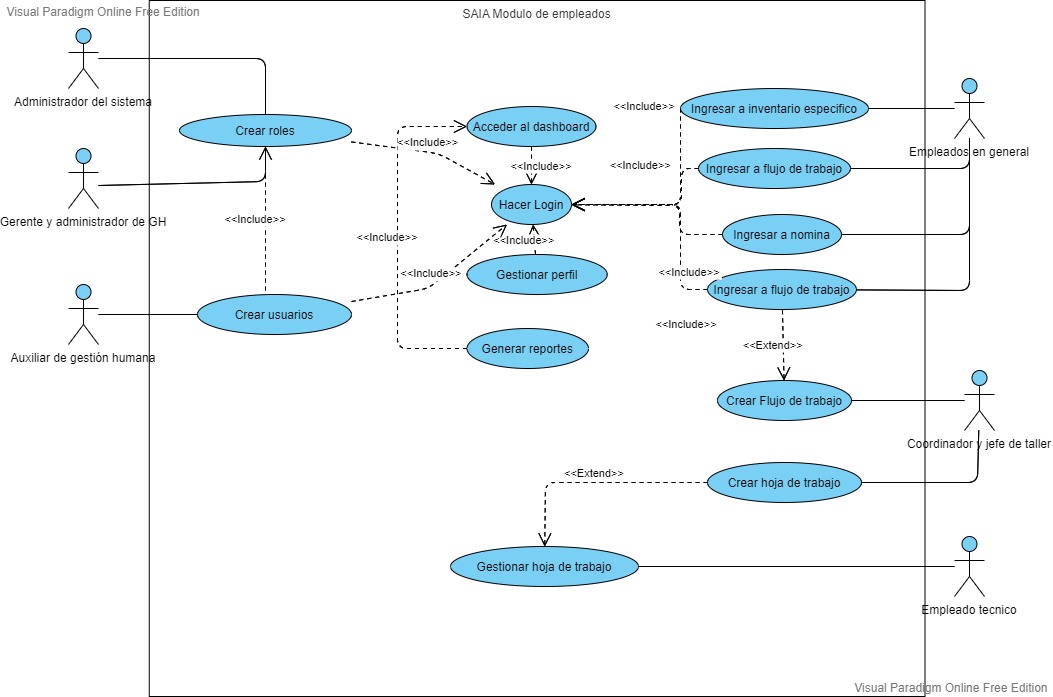 Visual Paradigm Online Free Edition
SAIA Modulo de empleados
Administrador del sistema
Crear roles
Gerente y administrador de GH
<<Include>>
Auxiliar de gestión humana
Crear usuarios
<<Include>>
Acceder al dashboard
<<Include>>
Hacer Login
<<Include>>
<<Include>>
<<Include>>
Gestionar perfil
Generar reportes
<<Include>>
Ingresar a inventario especifico
<<Include>>
Ingresar a flujo de trabajo
Ingresar a nomina
<<Include>>
Ingresar a flujo de trabajo
<<Include>>
Empleados en general
<<Extend>>
Crear Flujo de trabajo
Coordinador y jefe de taller
Crear hoja de trabajo
<<Extend>>
Gestionar hoja de trabajo
Empleado tecnico
Visual Paradigm Online Free Edition